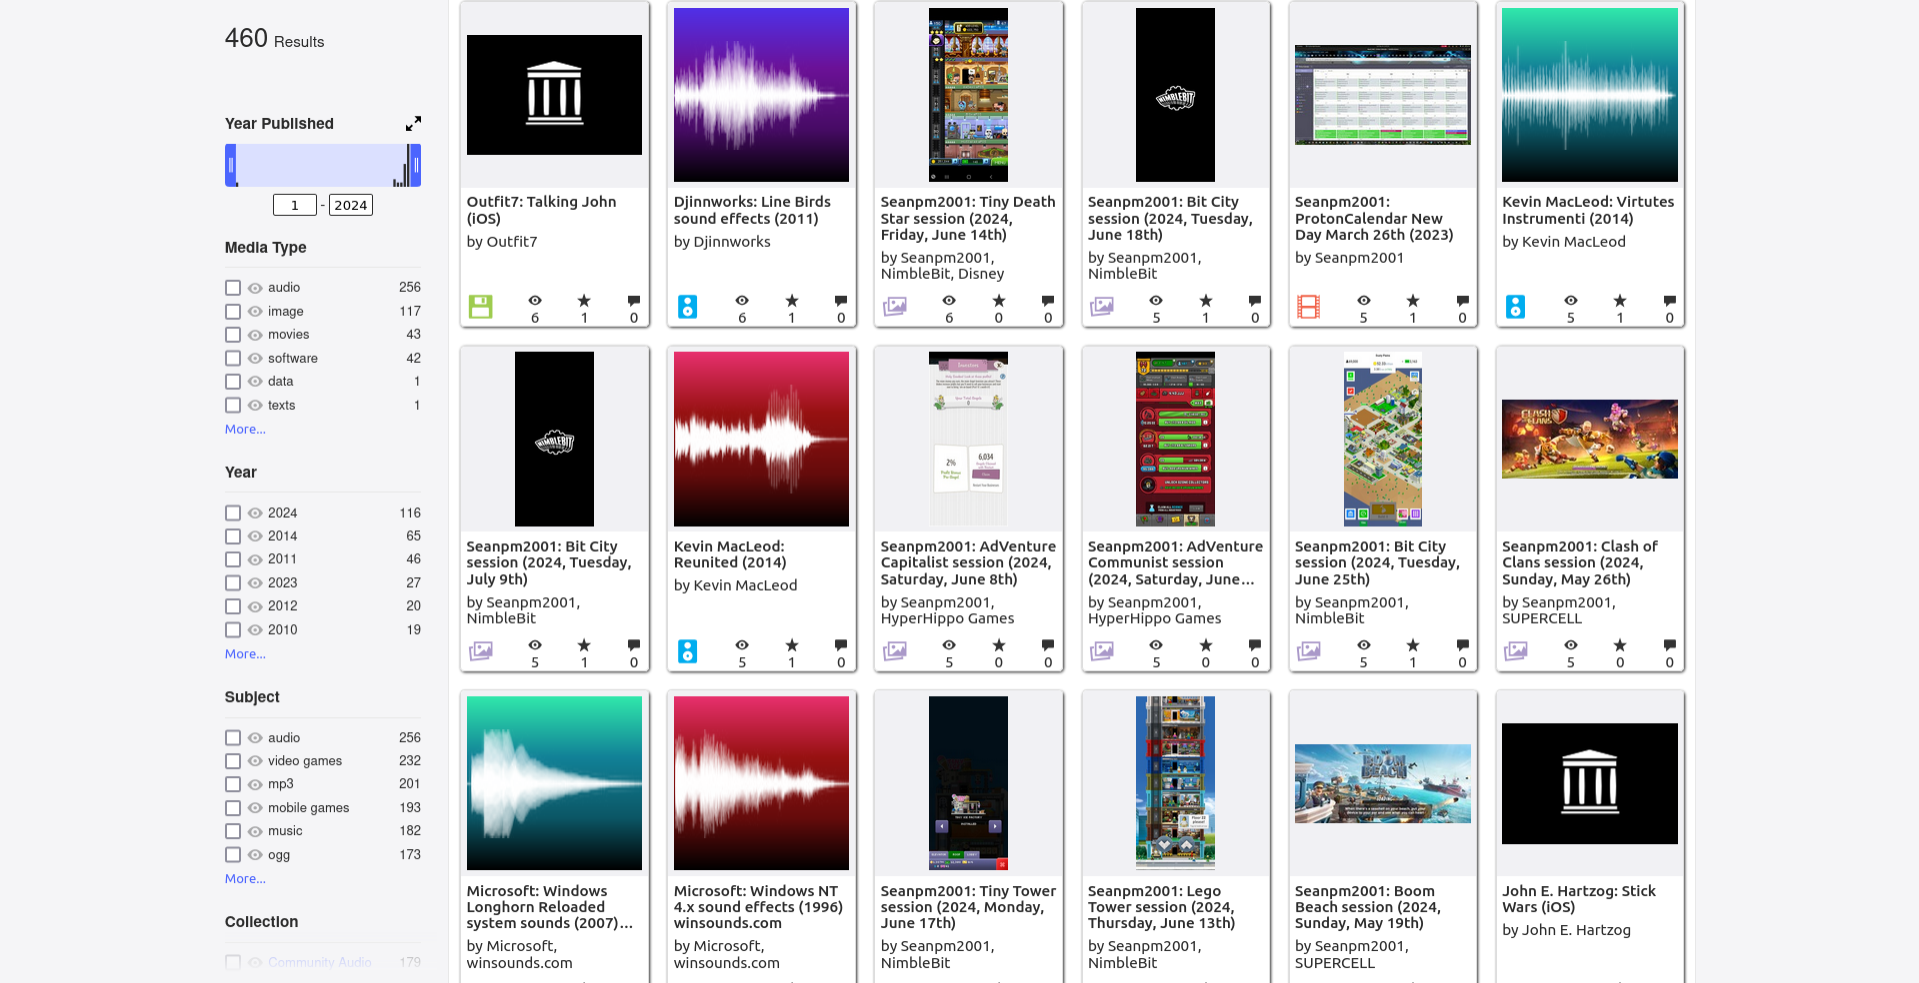 460 Results
Year Published
1 - 2024
Media Type
audio 256
image 117
movies 43
software 42
data 1
texts 1
More...
Year
2024 116
2014 65
2011 46
2023 27
2012 20
2010 19
More...
Subject
audio 256
video games 232
mp3 201
mobile games 193
music 182
ogg 173
More...
Collection
Community Audio 179
Outfit7: Talking John
(iOS)
by Outfit7
6 1 0
Djinnworks: Line Birds
sound effects (2011)
by Djinnworks
6 1 0
Seanpm2001: Tiny Death
Star session (2024,
Friday, June 14th)
by Seanpm2001,
NimbleBit, Disney
6 0 0
NIMBLEBIT
Seanpm2001: Bit City
session (2024, Tuesday,
June 18th)
by Seanpm2001,
NimbleBit
5 1 0
Seanpm2001:
ProtonCalendar New
Day March 26th (2023)
by Seanpm2001
5 1 0
Kevin MacLeod: Virtutes
Instrumenti (2014)
by Kevin MacLeod
5 1 0
NIMBLEBIT
Seanpm2001: Bit City
session (2024, Tuesday,
July 9th)
by Seanpm2001,
NimbleBit
5 1 0
Kevin MacLeod:
Reunited (2014)
by Kevin MacLeod
5 1 0
2%
6,034
Seanpm2001: AdVenture
Capitalist session (2024,
Saturday, June 8th)
by Seanpm2001,
HyperHippo Games
5 0 0
Seanpm2001: AdVenture
Communist session
(2024, Saturday, June...
by Seanpm2001,
HyperHippo Games
5 0 0
Seanpm2001: Bit City
session (2024, Tuesday,
June 25th)
by Seanpm2001,
NimbleBit
5 1 0
CLASH OF CLANS
Seanpm2001: Clash of
Clans session (2024,
Sunday, May 26th)
by Seanpm2001,
SUPERCELL
5 0 0
Microsoft: Windows
Longhorn Reloaded
system sounds (2007)...
by Microsoft,
winsounds.com
Microsoft: Windows NT
4.x sound effects (1996)
winsounds.com
by Microsoft,
winsounds.com
Seanpm2001: Tiny Tower
session (2024, Monday,
June 17th)
by Seanpm2001,
NimbleBit
Seanpm2001: Lego
Tower session (2024,
Thursday, June 13th)
by Seanpm2001,
NimbleBit
BOOM BEACH
Seanpm2001: Boom
Beach session (2024,
Sunday, May 19th)
by Seanpm2001,
SUPERCELL
John E. Hartzog: Stick
Wars (iOS)
by John E. Hartzog